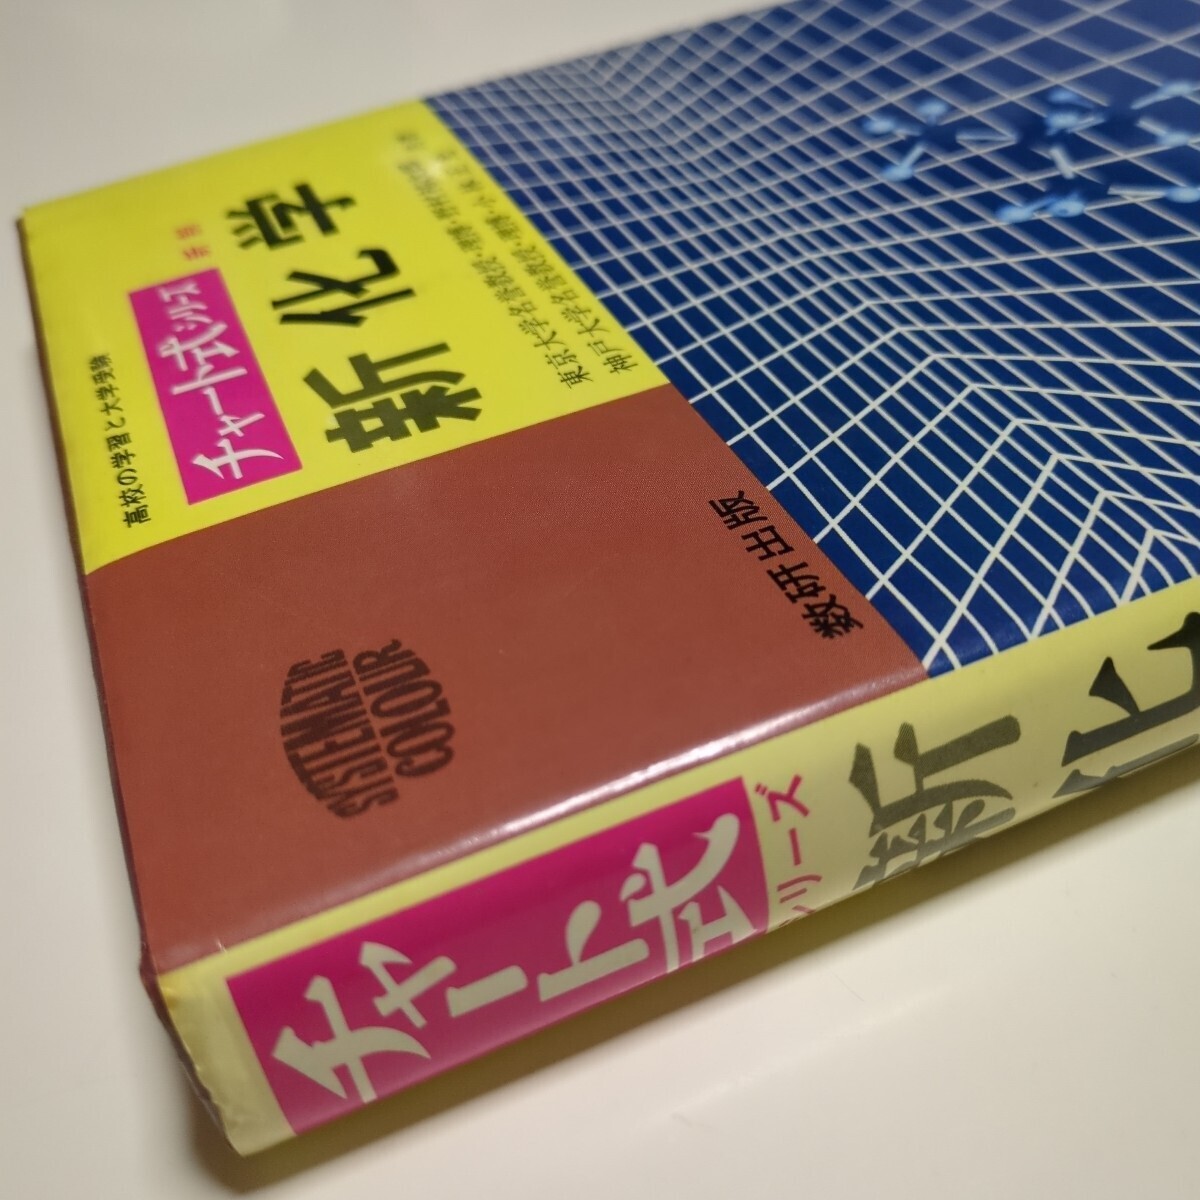 高校の学習と大学受験
チャート式シリーズ
新化学
東京大学名誉教授・理博
神戸大学名誉教授・理博・小
数研出版
SYSTEMATIC
COLOUR
チャート式
シリーズ
新化